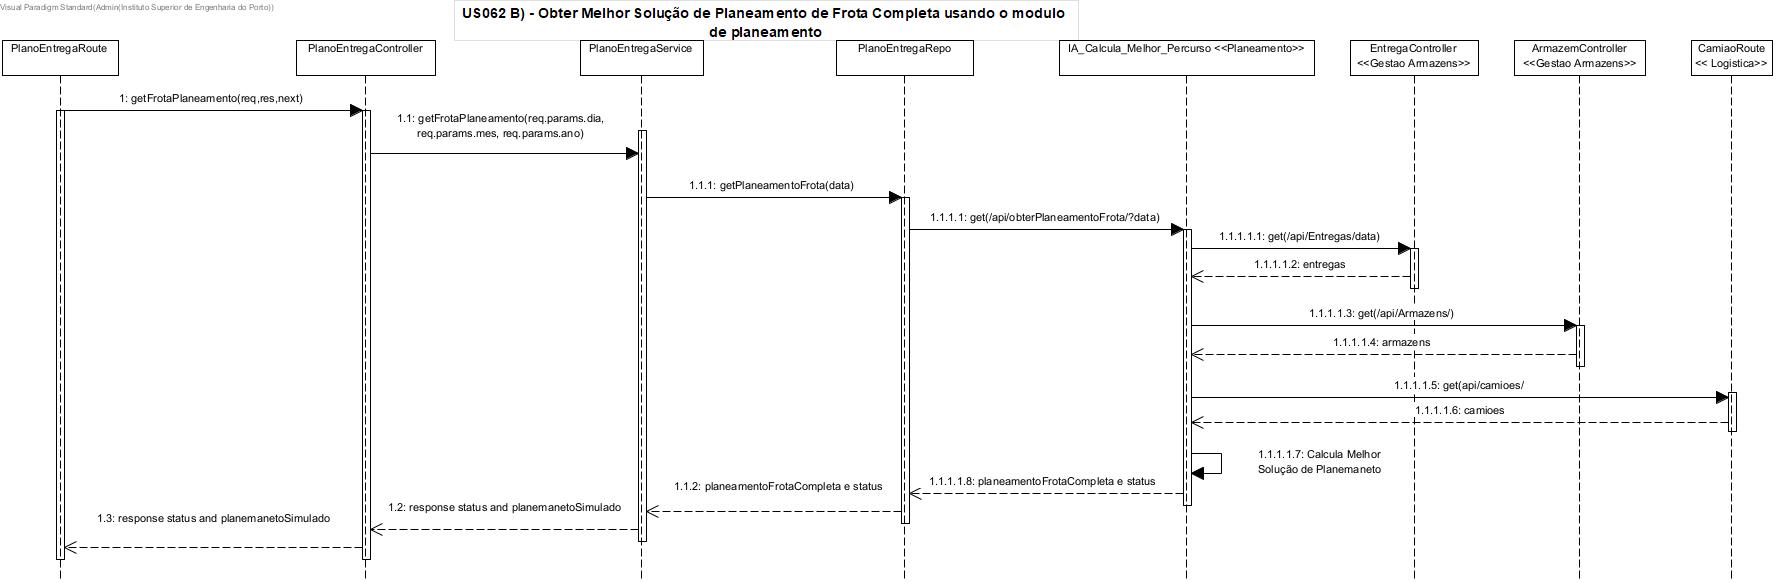 Visual Paradigm Standard(Admin(Instituto Superior de Engenharia do Porto))
US062 B) - Obter Melhor Solução de Planeamento de Frota Completa usando o modulo
de planeamento
PlanoEntregaRoute
PlanoEntregaController
PlanoEntregaService
PlanoEntregaRepo
IA_Calcula_Melhor_Percurso <<Planeamento>>
EntregaController
<<Gestao Armazens>>
ArmazemController
<<Gestao Armazens>>
CamiaoRoute
<< Logistica>>
1: getFrotaPlaneamento(req,res,next)
1.1: getFrotaPlaneamento(req.params.dia,
req.params.mes, req.params.ano)
1.1.1: getPlaneamentoFrota(data)
1.1.1.1: get(/api/obterPlaneamentoFrota/?data)
1.1.1.1.1: get(/api/Entregas/data)
1.1.1.1.2: entregas
1.1.1.1.3: get(/api/Armazens/)
1.1.1.1.4: armazens
1.1.1.1.5: get(api/camioes/
1.1.1.1.6: camioes
1.1.1.1.7: Calcula Melhor
Solução de Planemaneto
1.1.1.1.8: planeamentoFrotaCompleta e status
1.1.2: planeamentoFrotaCompleta e status
1.2: response status and planemanetoSimulado
1.3: response status and planemanetoSimulado